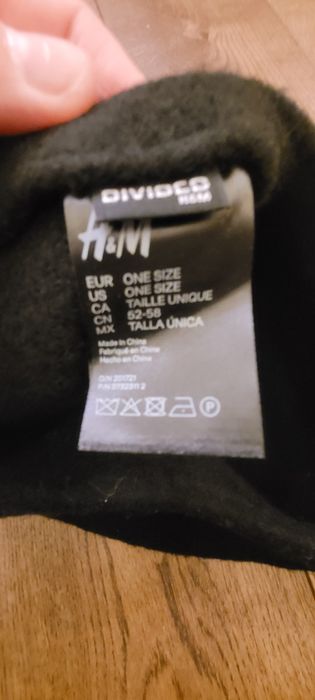 DIVIDED
H&M
H&M
EUR ONE SIZE
US ONE SIZE
CA TAILLE UNIQUE
CN 52-58
MX TALLA ÚNICA
Made in China
Fabriqué en Chine
Hecho en China
O/N 201721